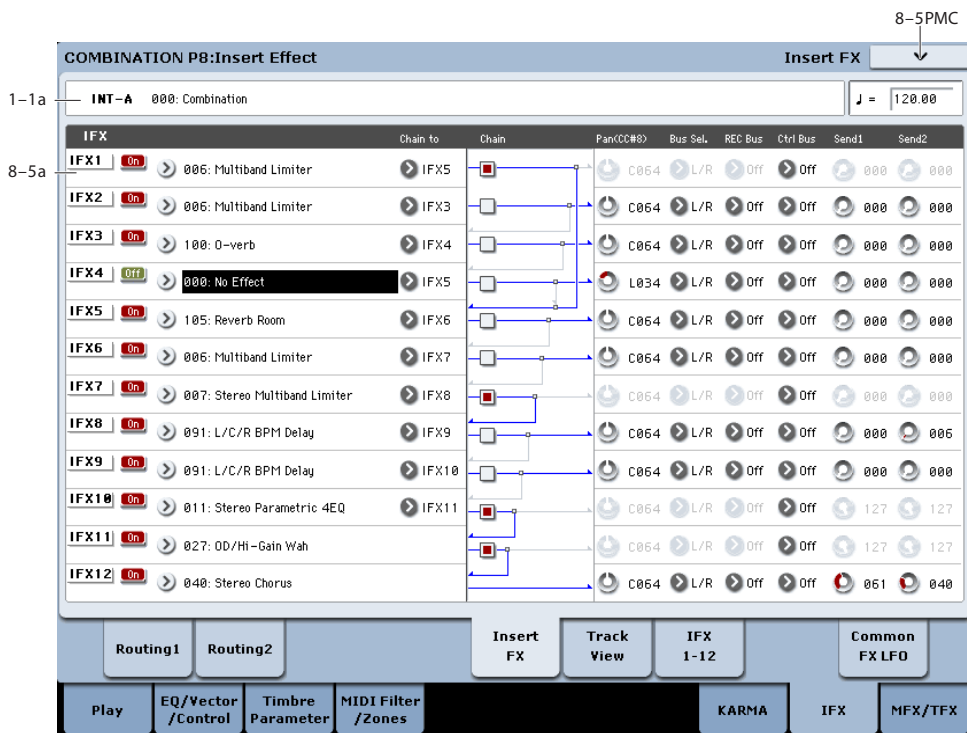 8–5PMC
COMBINATION P8:Insert Effect Insert FX
1–1a INT–A 000: Combination ♩ = 120.00
IFX Chain to Chain Pan(CC#8) Bus Sel. REC Bus Ctrl Bus Send1 Send2
8–5a
IFX1 On 006: Multiband Limiter IFX5 C064 L/R Off Off 000 000
IFX2 On 006: Multiband Limiter IFX3 C064 L/R Off Off 000 000
IFX3 On 100: O-verb IFX4 C064 L/R Off Off 000 000
IFX4 Off 000: No Effect IFX5 L034 L/R Off Off 000 000
IFX5 On 105: Reverb Room IFX6 C064 L/R Off Off 000 000
IFX6 On 006: Multiband Limiter IFX7 C064 L/R Off Off 000 000
IFX7 On 007: Stereo Multiband Limiter IFX8 C064 L/R Off Off 000 000
IFX8 On 091: L/C/R BPM Delay IFX9 C064 L/R Off Off 000 006
IFX9 On 091: L/C/R BPM Delay IFX10 C064 L/R Off Off 000 000
IFX10 On 011: Stereo Parametric 4EQ IFX11 C064 L/R Off Off 127 127
IFX11 On 027: OD/Hi-Gain Wah C064 L/R Off Off 127 127
IFX12 On 040: Stereo Chorus C064 L/R Off Off 061 040
Routing1 Routing2 Insert FX Track View IFX 1-12 Common FX LFO
Play EQ/Vector /Control Timbre Parameter MIDI Filter /Zones KARMA IFX MFX/TFX